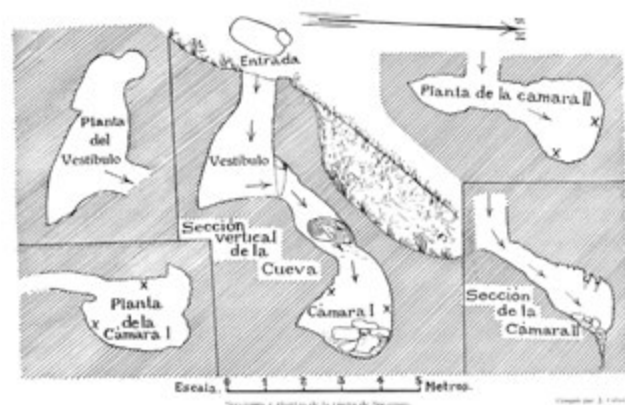 Entrada
Planta de la cámara II
Planta
del
Vestíbulo
Vestíbulo
Sección
vertical
de la
Cueva
Planta
de la
Cámara I
Cámara I
Sección
de la
Cámara II
Escala. 0 1 2 3 4 5 Metros.